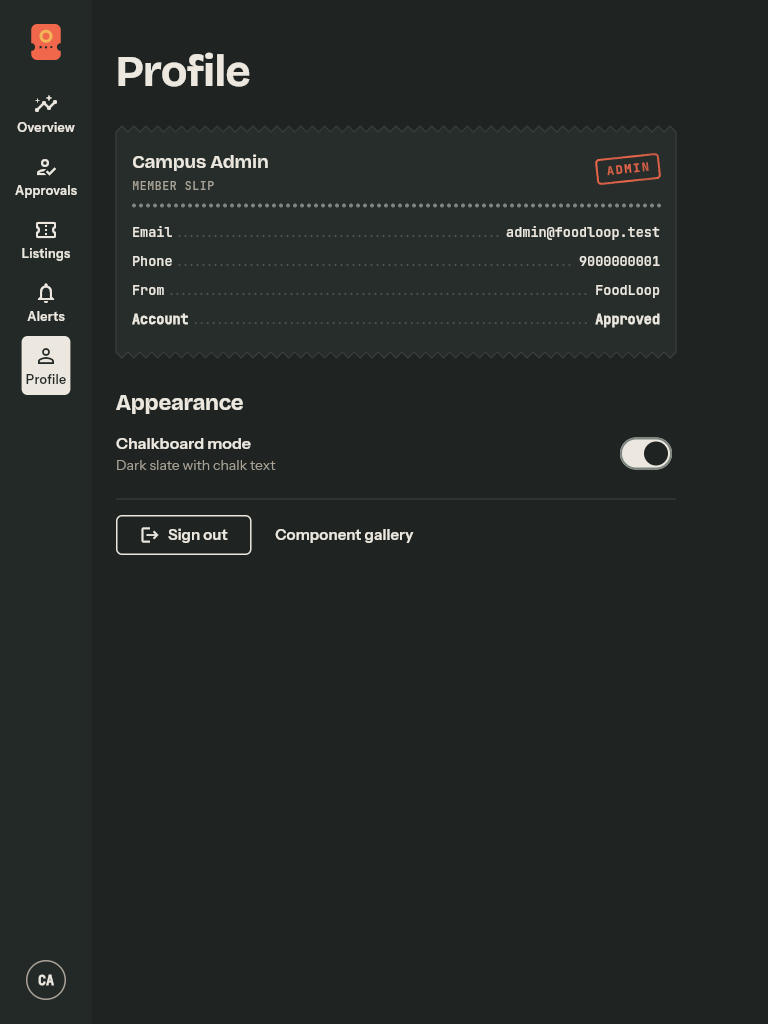 Overview
Approvals
Listings
Alerts
Profile
CA
Profile
Campus Admin
ADMIN
MEMBER SLIP
Email admin@foodloop.test
Phone 9000000001
From FoodLoop
Account Approved
Appearance
Chalkboard mode
Dark slate with chalk text
Sign out
Component gallery